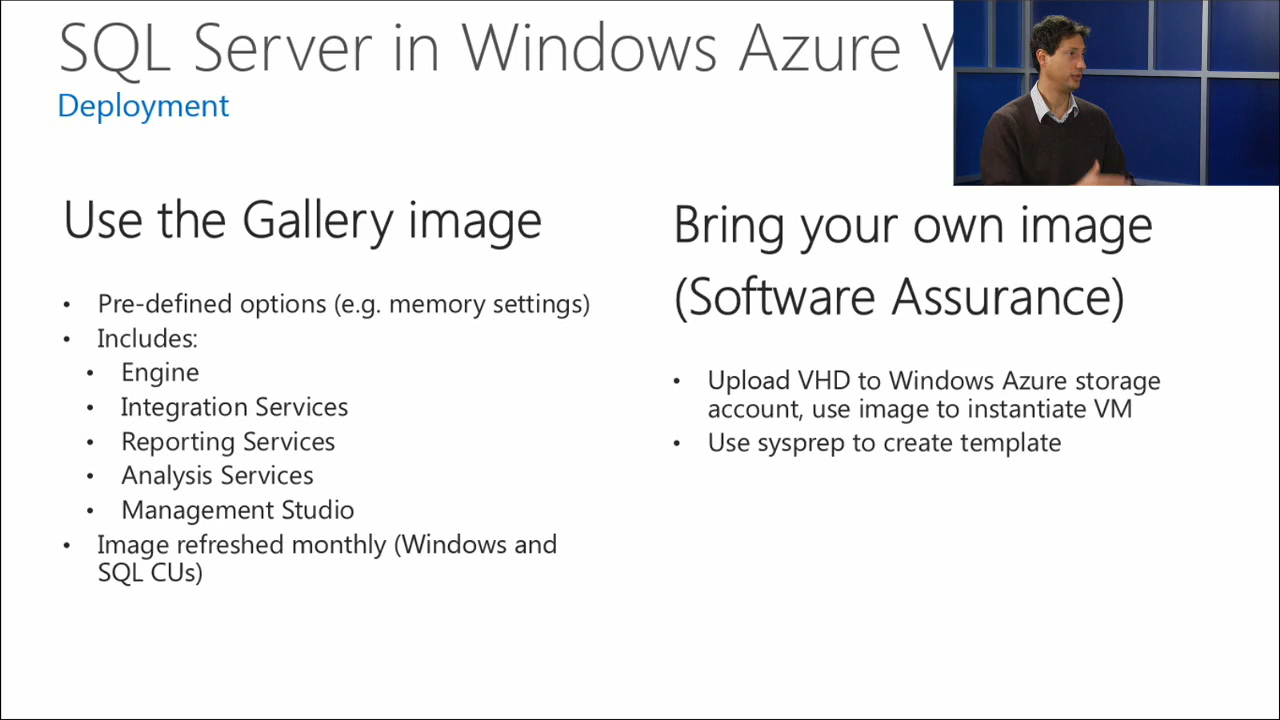 SQL Server in Windows Azure V
Deployment
Use the Gallery image
• Pre-defined options (e.g. memory settings)
• Includes:
• Engine
• Integration Services
• Reporting Services
• Analysis Services
• Management Studio
• Image refreshed monthly (Windows and
SQL CUs)
Bring your own image
(Software Assurance)
• Upload VHD to Windows Azure storage
account, use image to instantiate VM
• Use sysprep to create template